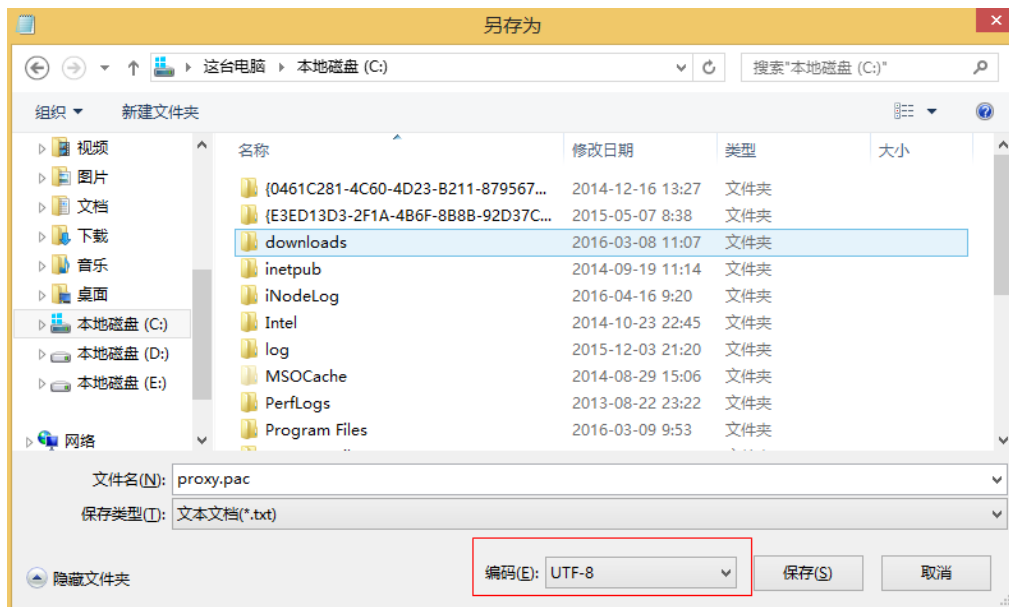 另存为
这台电脑 本地磁盘 (C:)
搜索"本地磁盘 (C:)"
组织 新建文件夹
视频
图片
文档
下载
音乐
桌面
本地磁盘 (C:)
本地磁盘 (D:)
本地磁盘 (E:)
网络
名称 修改日期 类型 大小
{0461C281-4C60-4D23-B211-879567... 2014-12-16 13:27 文件夹
{E3ED13D3-2F1A-4B6F-8B8B-92D37C... 2015-05-07 8:38 文件夹
downloads 2016-03-08 11:07 文件夹
inetpub 2014-09-19 11:14 文件夹
iNodeLog 2016-04-16 9:20 文件夹
Intel 2014-10-23 22:45 文件夹
log 2015-12-03 21:20 文件夹
MSOCache 2014-08-29 15:06 文件夹
PerfLogs 2013-08-22 23:22 文件夹
Program Files 2016-03-09 9:53 文件夹
文件名(N): proxy.pac
保存类型(T): 文本文档(*.txt)
隐藏文件夹 编码(E): UTF-8 保存(S) 取消